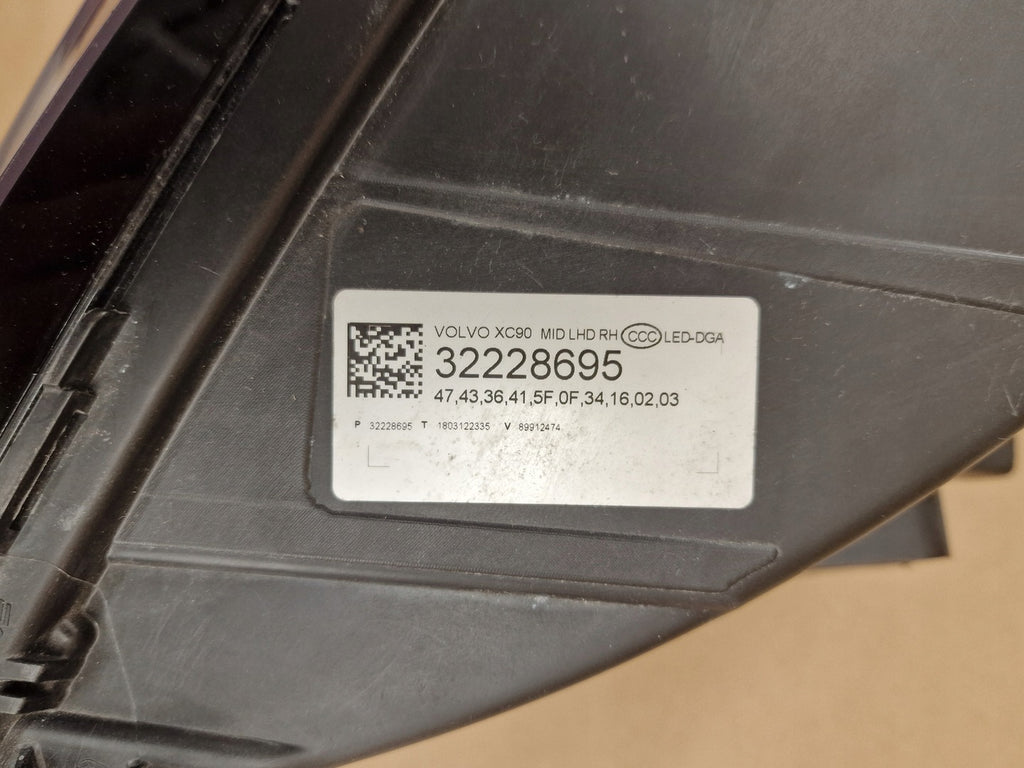 VOLVO XC90 MID LHD RH CCC LED-DGA
32228695
47,43,36,41,5F,0F,34,16,02,03
P 32228695 T 1803122335 V 89912474